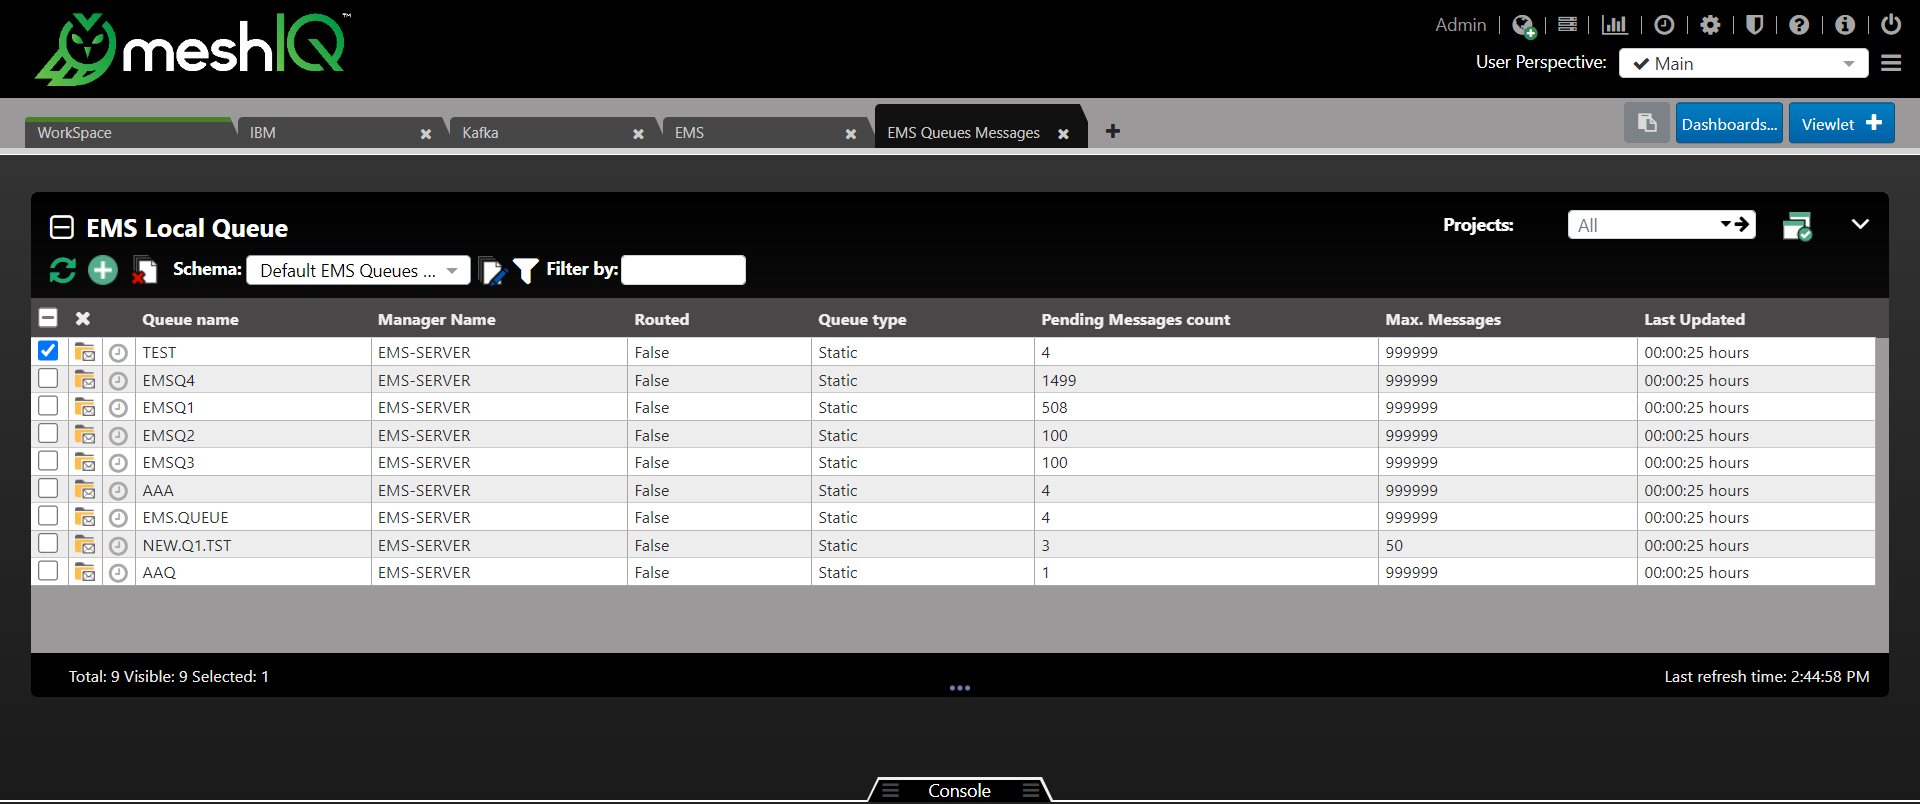 meshIQ™
Admin
User Perspective: Main
WorkSpace IBM Kafka EMS EMS Queues Messages
Dashboards... Viewlet
EMS Local Queue
Projects: All
Schema: Default EMS Queues ... Filter by:
Queue name Manager Name Routed Queue type Pending Messages count Max. Messages Last Updated
TEST EMS-SERVER False Static 4 999999 00:00:25 hours
EMSQ4 EMS-SERVER False Static 1499 999999 00:00:25 hours
EMSQ1 EMS-SERVER False Static 508 999999 00:00:25 hours
EMSQ2 EMS-SERVER False Static 100 999999 00:00:25 hours
EMSQ3 EMS-SERVER False Static 100 999999 00:00:25 hours
AAA EMS-SERVER False Static 4 999999 00:00:25 hours
EMS.QUEUE EMS-SERVER False Static 4 999999 00:00:25 hours
NEW.Q1.TST EMS-SERVER False Static 3 50 00:00:25 hours
AAQ EMS-SERVER False Static 1 999999 00:00:25 hours
Total: 9 Visible: 9 Selected: 1
Last refresh time: 2:44:58 PM
Console